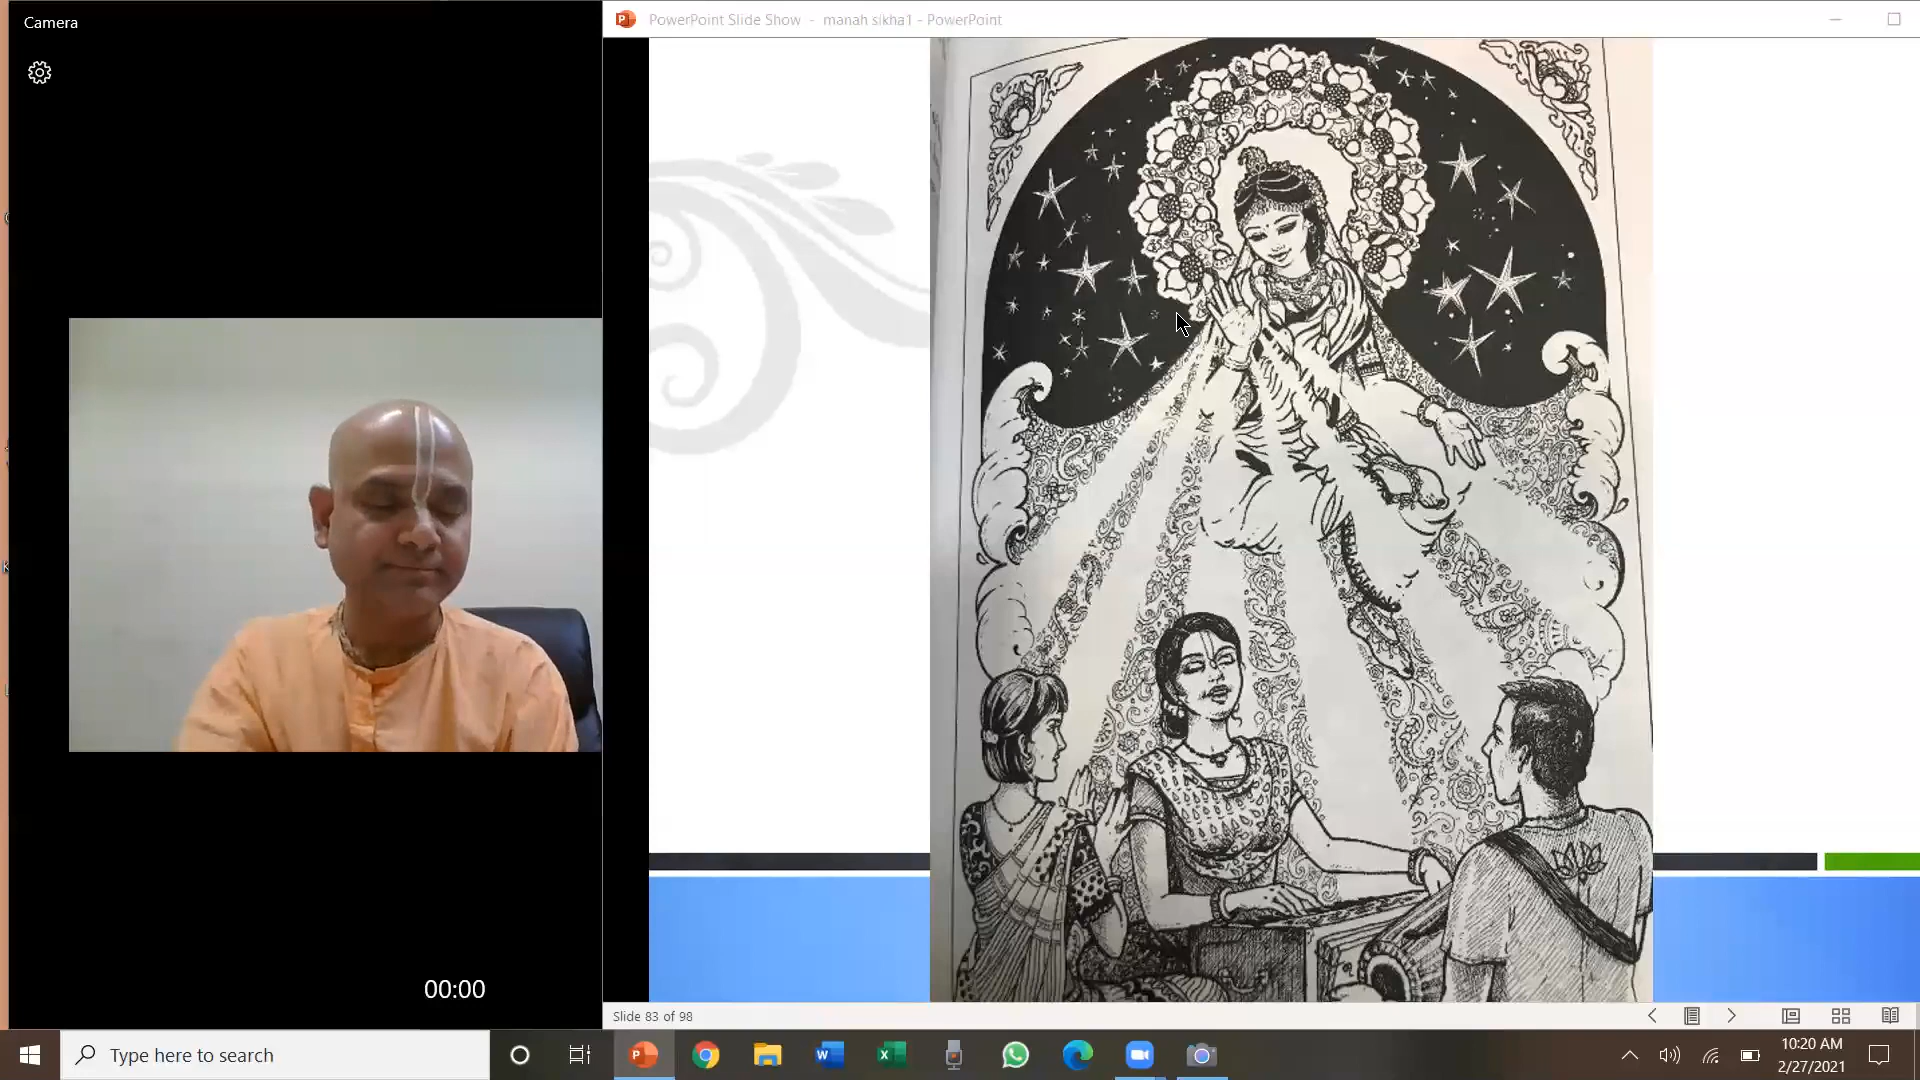 Camera
PowerPoint Slide Show - manah sikha1 - PowerPoint
00:00
Slide 83 of 98
Type here to search
10:20 AM
2/27/2021